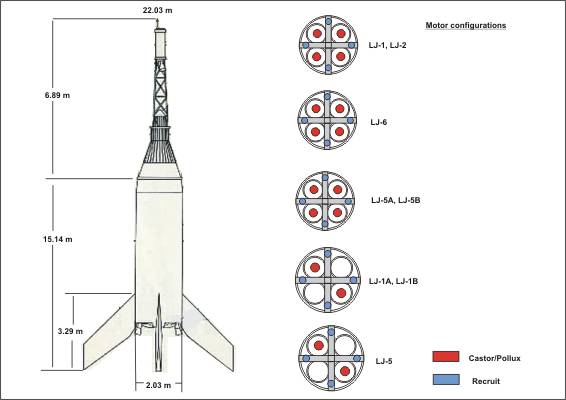 22.03 m
Motor configurations
LJ-1, LJ-2
6.89 m
LJ-6
LJ-5A, LJ-5B
15.14 m
LJ-1A, LJ-1B
3.29 m
LJ-5
Castor/Pollux
Recruit
2.03 m